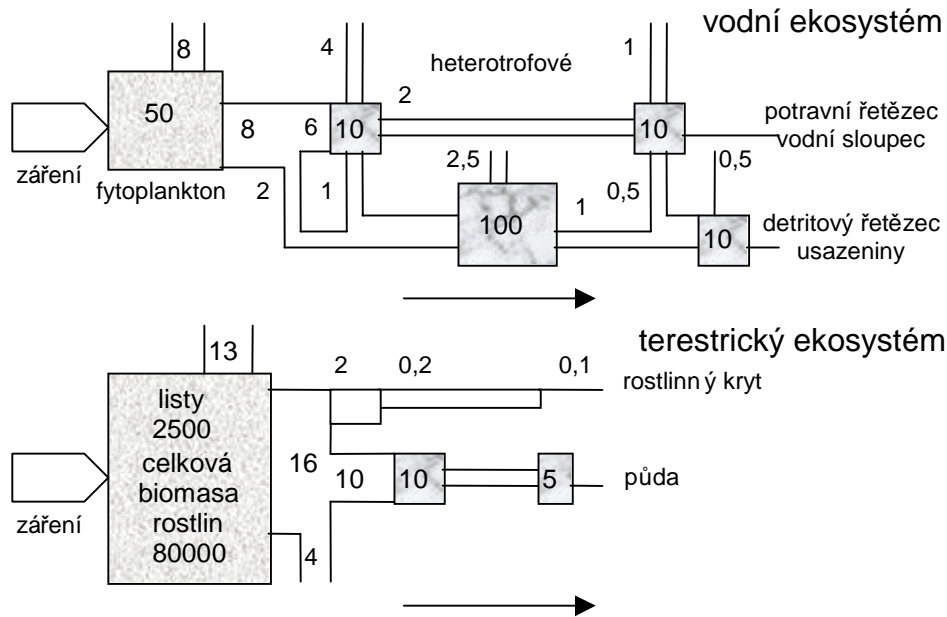 vodní ekosystém
8
4
1
heterotrofové
2
50
8
6
10
10
potravní řetězec
vodní sloupec
záření
fytoplankton
2
1
2,5
0,5
0,5
100
1
10
detritový řetězec
usazeniny
terestrický ekosystém
13
2
0,2
0,1
rostlinný kryt
listy
2500
celková
biomasa
rostlin
80000
16
10
10
5
půda
záření
4